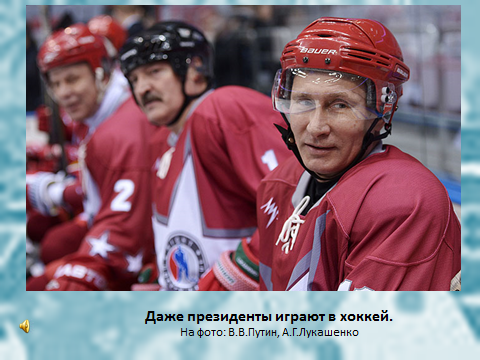 BAUER
2
1
Даже президенты играют в хоккей.
На фото: В.В.Путин, А.Г.Лукашенко